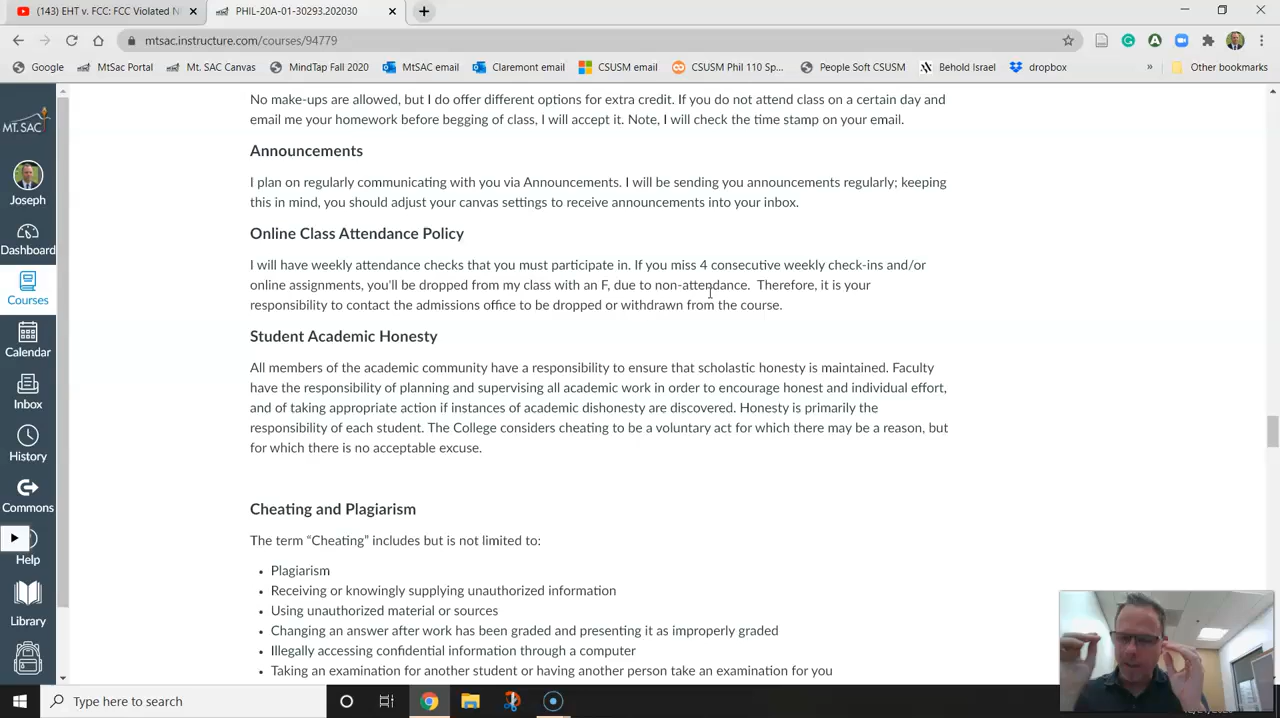 (143) EHT v. FCC: FCC Violated N
PHIL-20A-01-30293.202030
mtsac.instructure.com/courses/94779
Google
MtSac Portal
Mt. SAC Canvas
MindTap Fall 2020
MtSAC email
Claremont email
CSUSM email
CSUSM Phil 110 Sp...
People Soft CSUSM
Behold Israel
dropbox
»
Other bookmarks
MT. SAC
Joseph
Dashboard
Courses
Calendar
Inbox
History
Commons
Help
Library
No make-ups are allowed, but I do offer different options for extra credit. If you do not attend class on a certain day and
email me your homework before begging of class, I will accept it. Note, I will check the time stamp on your email.
Announcements
I plan on regularly communicating with you via Announcements. I will be sending you announcements regularly; keeping
this in mind, you should adjust your canvas settings to receive announcements into your inbox.
Online Class Attendance Policy
I will have weekly attendance checks that you must participate in. If you miss 4 consecutive weekly check-ins and/or
online assignments, you'll be dropped from my class with an F, due to non-attendance. Therefore, it is your
responsibility to contact the admissions office to be dropped or withdrawn from the course.
Student Academic Honesty
All members of the academic community have a responsibility to ensure that scholastic honesty is maintained. Faculty
have the responsibility of planning and supervising all academic work in order to encourage honest and individual effort,
and of taking appropriate action if instances of academic dishonesty are discovered. Honesty is primarily the
responsibility of each student. The College considers cheating to be a voluntary act for which there may be a reason, but
for which there is no acceptable excuse.
Cheating and Plagiarism
The term “Cheating” includes but is not limited to:
• Plagiarism
• Receiving or knowingly supplying unauthorized information
• Using unauthorized material or sources
• Changing an answer after work has been graded and presenting it as improperly graded
• Illegally accessing confidential information through a computer
• Taking an examination for another student or having another person take an examination for you
Type here to search